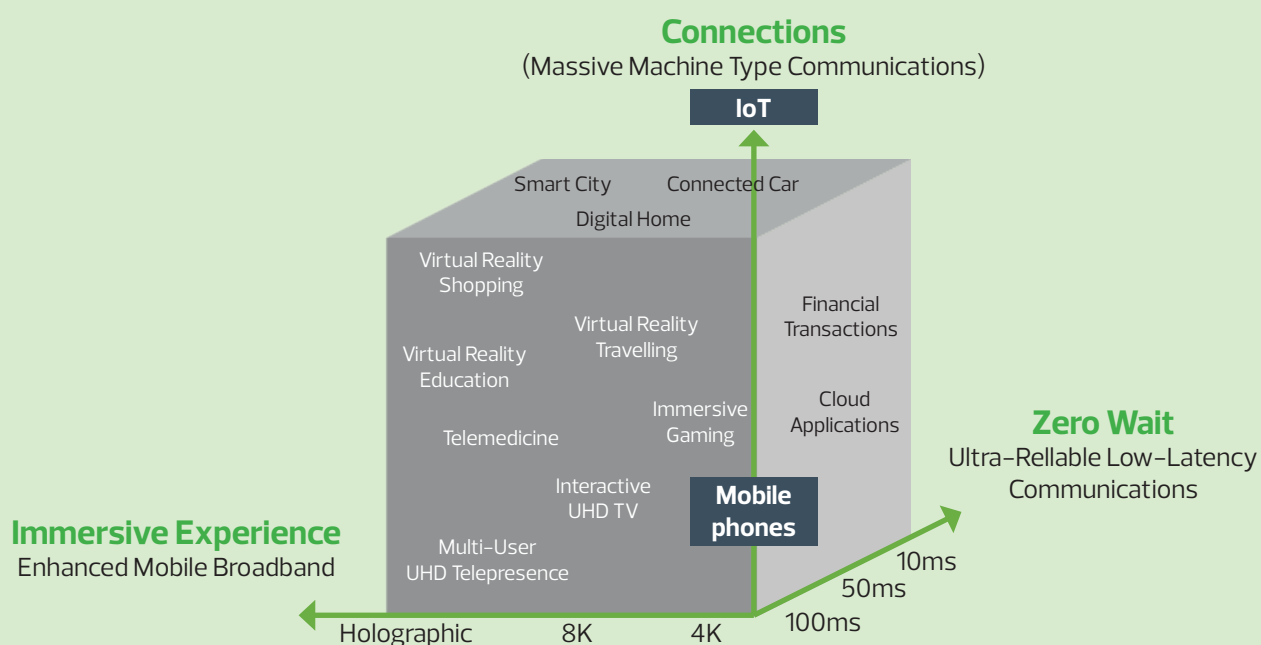 Connections
(Massive Machine Type Communications)
IoT
Smart City
Connected Car
Digital Home
Virtual Reality
Shopping
Virtual Reality
Travelling
Financial
Transactions
Virtual Reality
Education
Immersive
Gaming
Cloud
Applications
Telemedicine
Zero Wait
Ultra-Rellable Low-Latency
Communications
Interactive
UHD TV
Mobile
phones
Immersive Experience
Enhanced Mobile Broadband
Multi-User
UHD Telepresence
10ms
50ms
100ms
Holographic
8K
4K